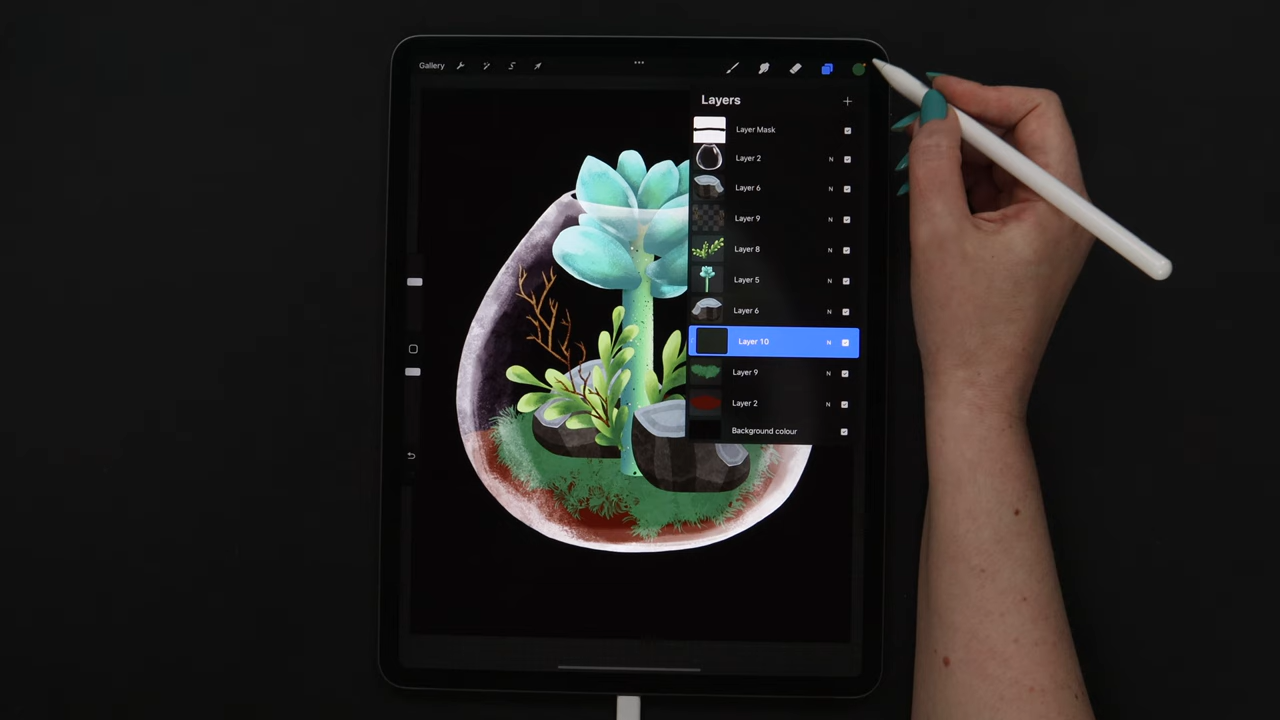 Gallery
Layers
Layer Mask
Layer 2 N
Layer 6 N
Layer 9 N
Layer 8 N
Layer 5 N
Layer 6 N
Layer 10 N
Layer 9 N
Layer 2 N
Background colour